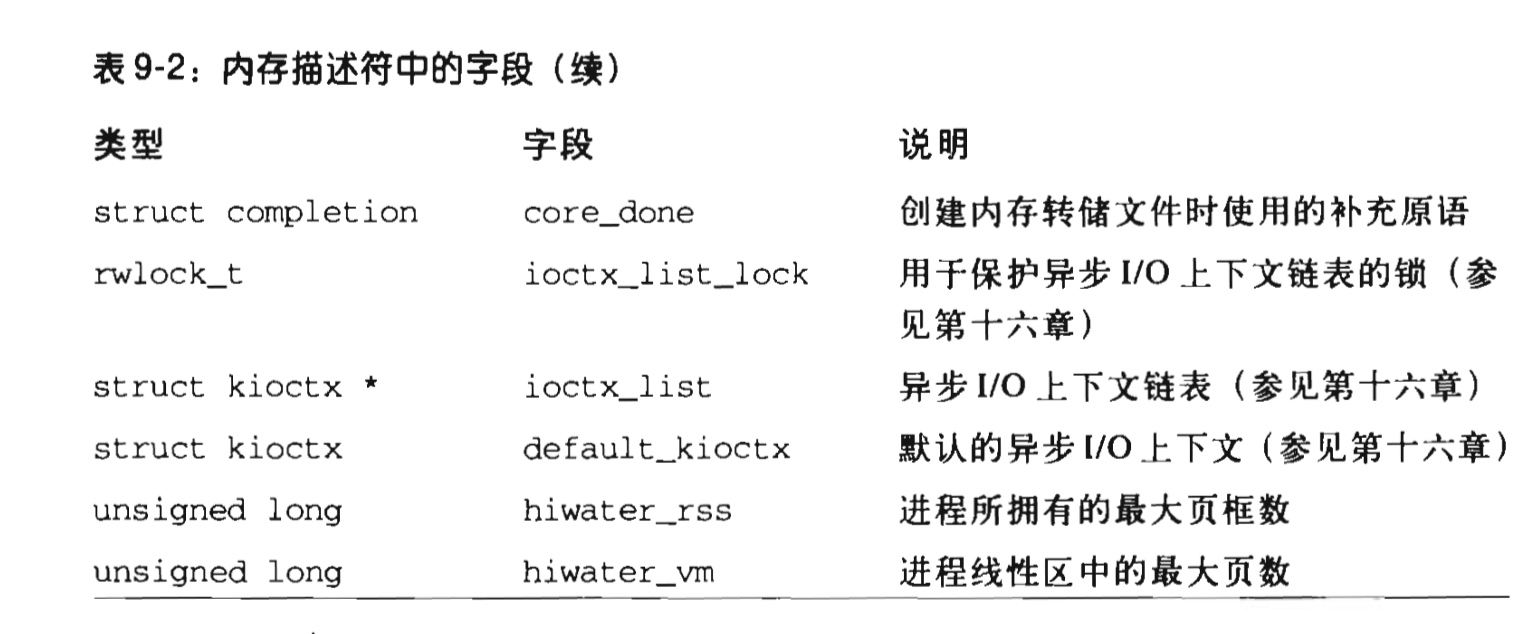 表 9-2：内存描述符中的字段（续）
类型 字段 说明
struct completion core_done 创建内存转储文件时使用的补充原语
rwlock_t ioctx_list_lock 用于保护异步 I/O 上下文链表的锁（参
见第十六章）
struct kioctx * ioctx_list 异步 I/O 上下文链表（参见第十六章）
struct kioctx default_kioctx 默认的异步 I/O 上下文（参见第十六章）
unsigned long hiwater_rss 进程所拥有的最大页框数
unsigned long hiwater_vm 进程线性区中的最大页数